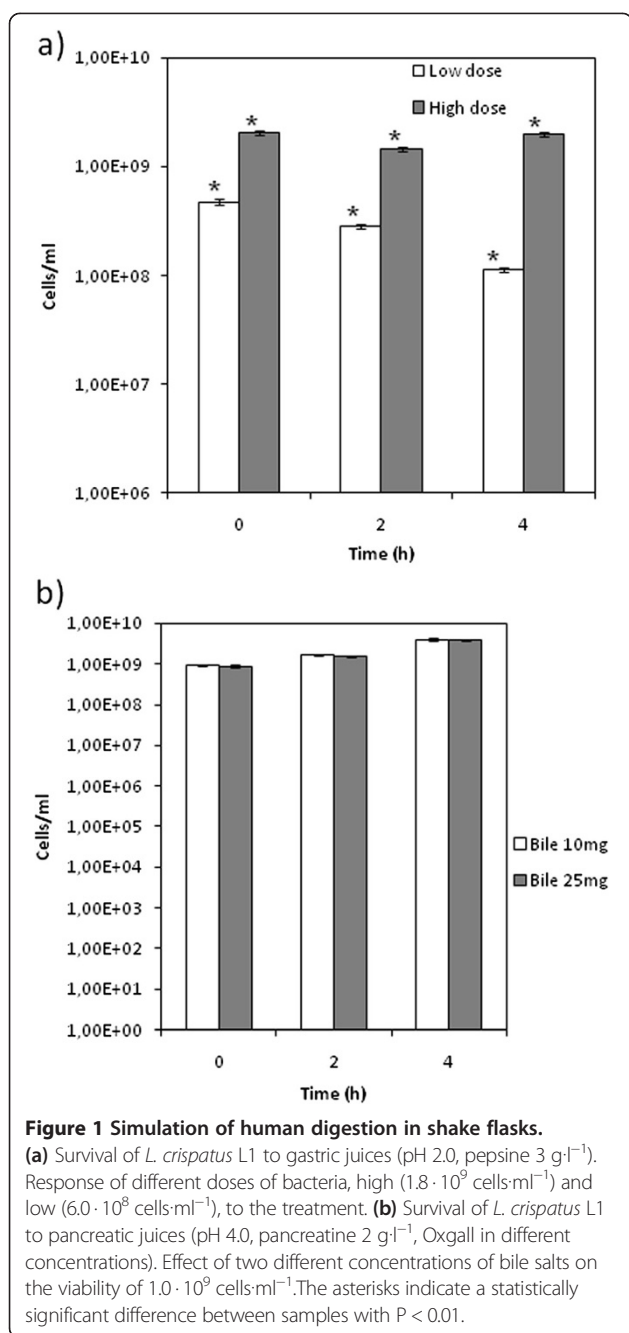 a)
1,00E+10
Low dose
High dose
*
*
*
*
*
*
1,00E+09
1,00E+08
1,00E+07
1,00E+06
Cells/ml
0 2 4
Time (h)
b)
1,00E+10
1,00E+09
1,00E+08
1,00E+07
1,00E+06
1,00E+05
1,00E+04
1,00E+03
1,00E+02
1,00E+01
1,00E+00
Cells/ml
Bile 10mg
Bile 25mg
0 2 4
Time (h)
Figure 1 Simulation of human digestion in shake flasks.
(a) Survival of L. crispatus L1 to gastric juices (pH 2.0, pepsine 3 g·l⁻¹).
Response of different doses of bacteria, high (1.8 · 10⁹ cells·ml⁻¹) and
low (6.0 · 10⁸ cells·ml⁻¹), to the treatment. (b) Survival of L. crispatus L1
to pancreatic juices (pH 4.0, pancreatine 2 g·l⁻¹, Oxgall in different
concentrations). Effect of two different concentrations of bile salts on
the viability of 1.0 · 10⁹ cells·ml⁻¹.The asterisks indicate a statistically
significant difference between samples with P < 0.01.